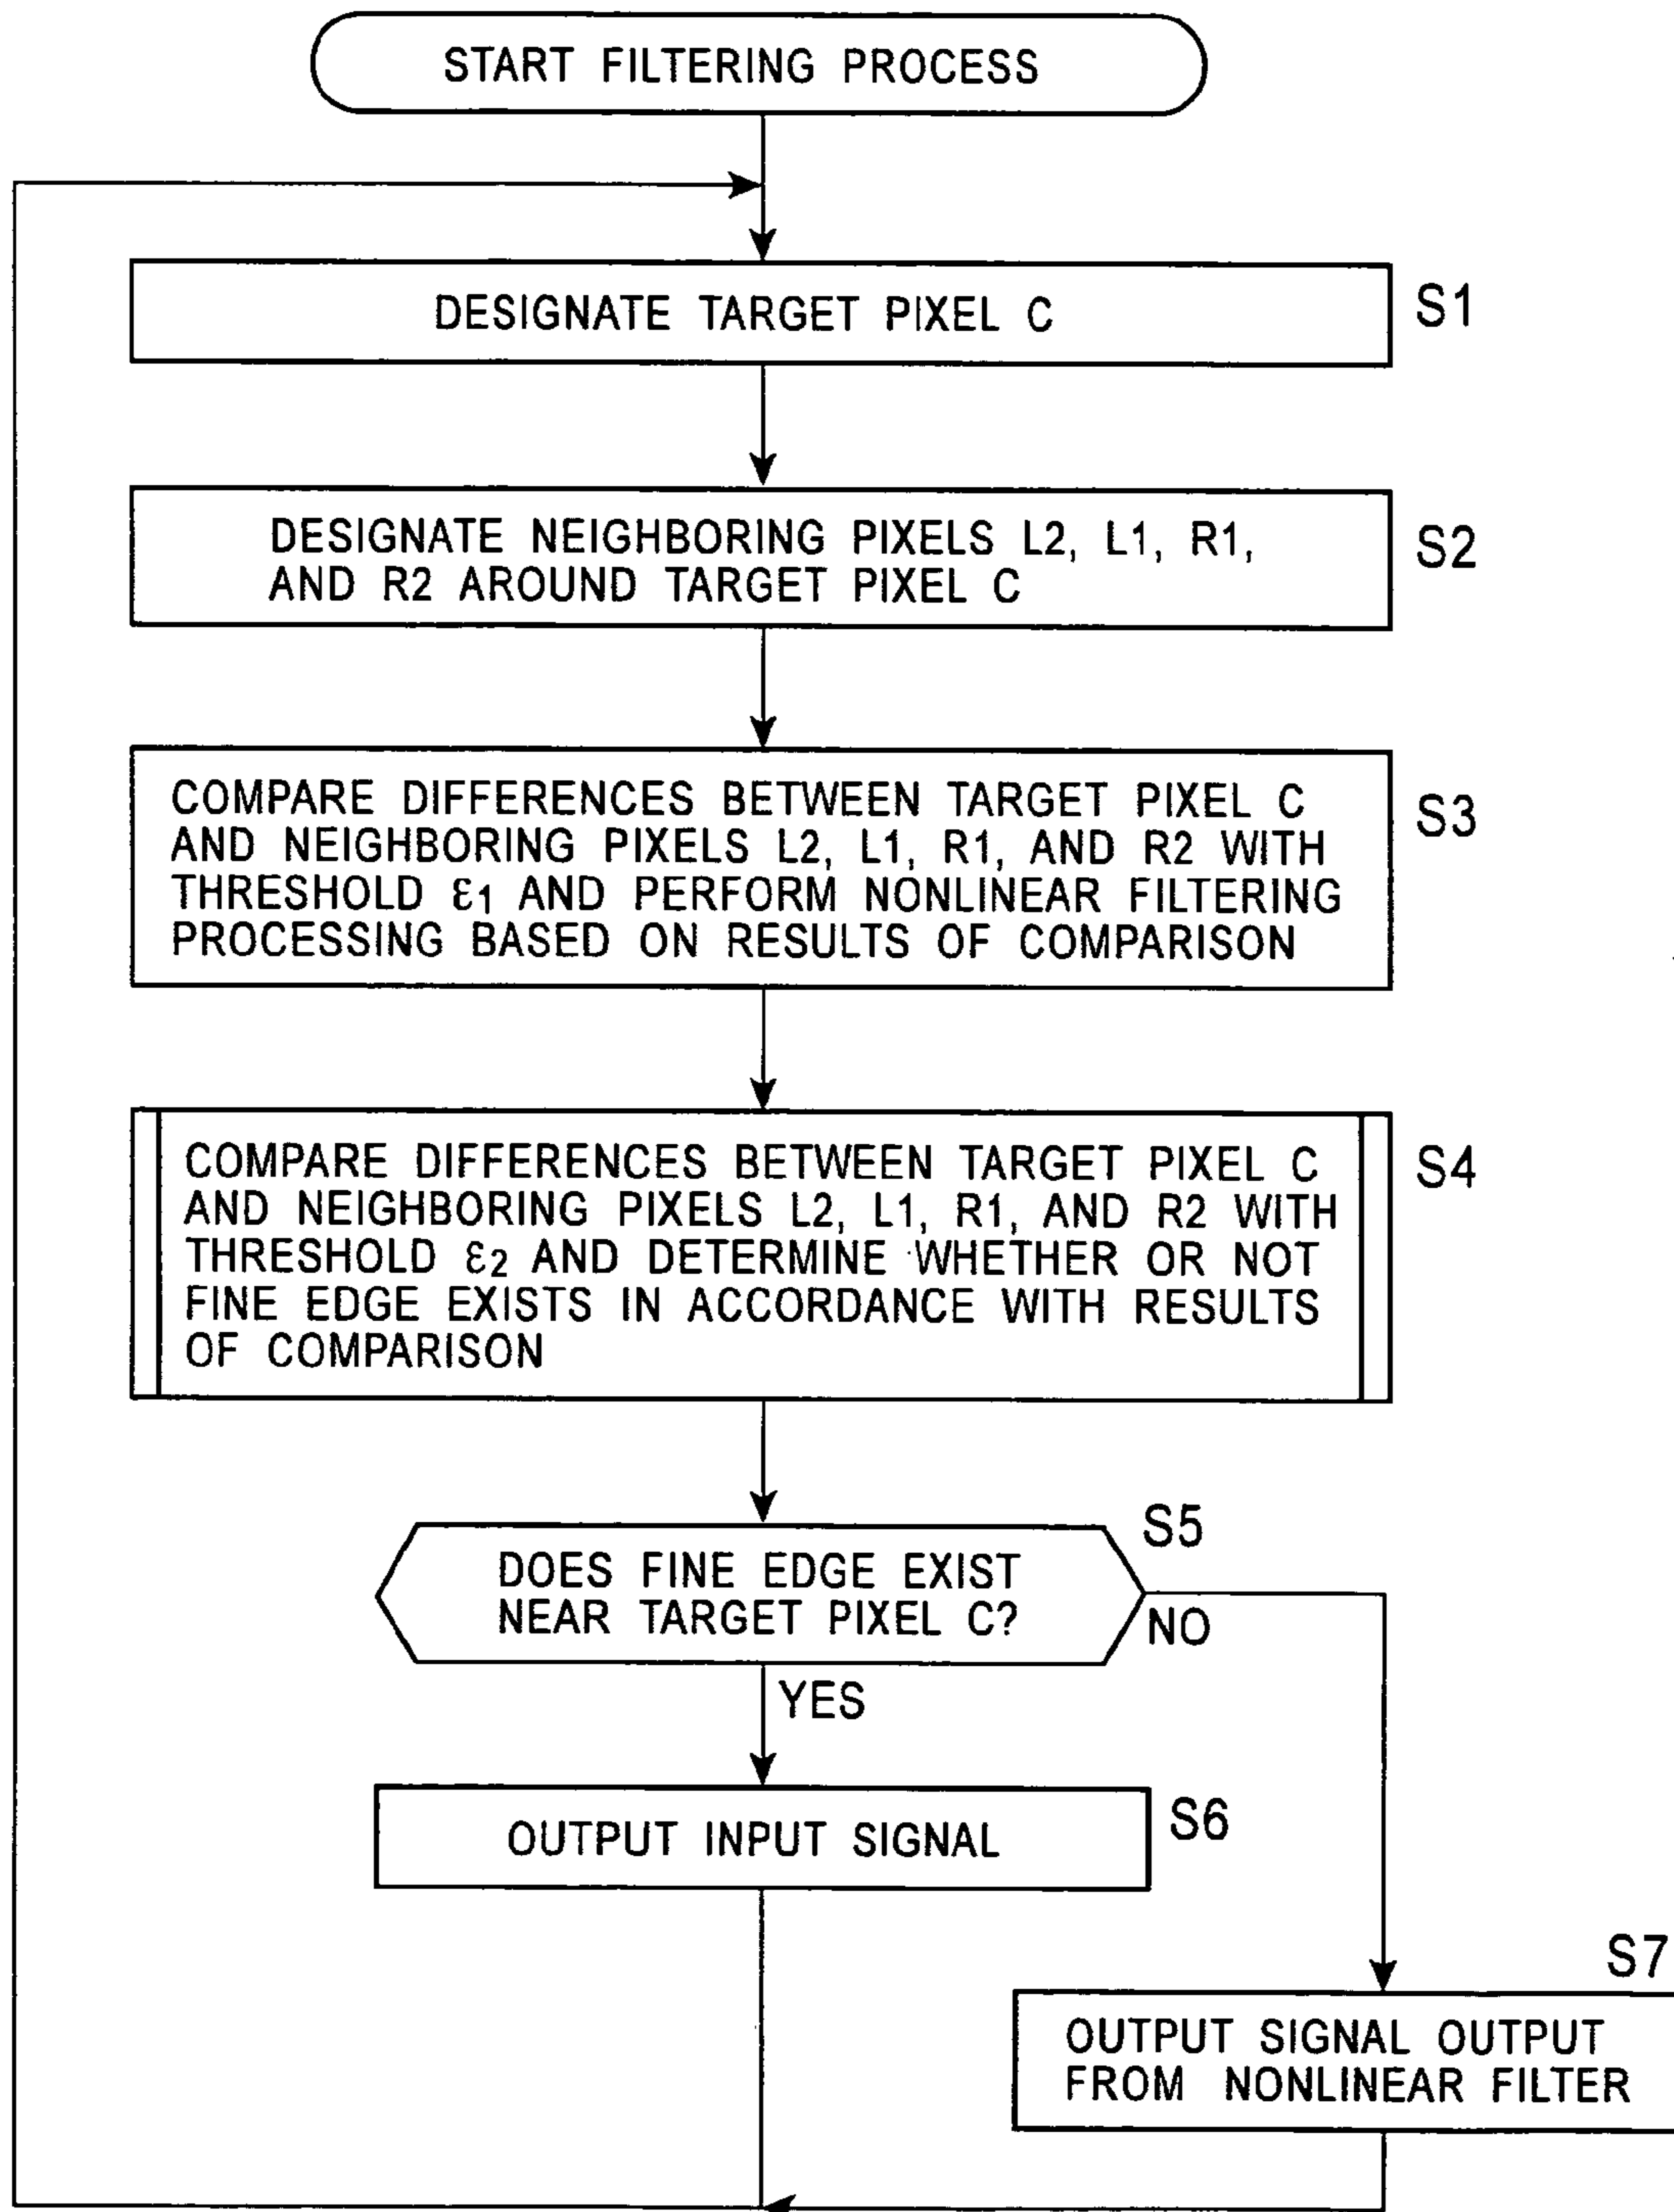 START FILTERING PROCESS
DESIGNATE TARGET PIXEL C
S1
DESIGNATE NEIGHBORING PIXELS L2, L1, R1,
AND R2 AROUND TARGET PIXEL C
S2
COMPARE DIFFERENCES BETWEEN TARGET PIXEL C
AND NEIGHBORING PIXELS L2, L1, R1, AND R2 WITH
THRESHOLD ε1 AND PERFORM NONLINEAR FILTERING
PROCESSING BASED ON RESULTS OF COMPARISON
S3
COMPARE DIFFERENCES BETWEEN TARGET PIXEL C
AND NEIGHBORING PIXELS L2, L1, R1, AND R2 WITH
THRESHOLD ε2 AND DETERMINE WHETHER OR NOT
FINE EDGE EXISTS IN ACCORDANCE WITH RESULTS
OF COMPARISON
S4
S5
DOES FINE EDGE EXIST
NEAR TARGET PIXEL C?
NO
YES
OUTPUT INPUT SIGNAL
S6
S7
OUTPUT SIGNAL OUTPUT
FROM NONLINEAR FILTER